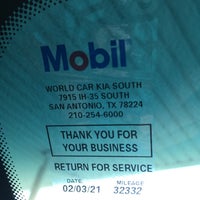 Mobil
WORLD CAR KIA SOUTH
7915 IH-35 SOUTH
SAN ANTONIO, TX 78224
210-254-6000
THANK YOU FOR
YOUR BUSINESS
RETURN FOR SERVICE
DATE MILEAGE
02/03/21 32332